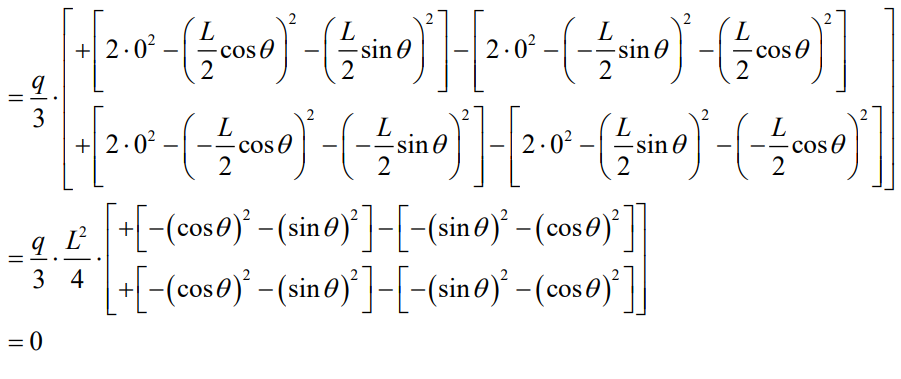 = q/3 · [ +[2·0² −(L/2 cosθ)² −(L/2 sinθ)²] −[2·0² −(−L/2 sinθ)² −(L/2 cosθ)²]
+[2·0² −(−L/2 cosθ)² −(−L/2 sinθ)²] −[2·0² −(L/2 sinθ)² −(−L/2 cosθ)²] ]
= q/3 · L²/4 · [ +[−(cosθ)² −(sinθ)²] −[−(sinθ)² −(cosθ)²]
+[−(cosθ)² −(sinθ)²] −[−(sinθ)² −(cosθ)²] ]
= 0